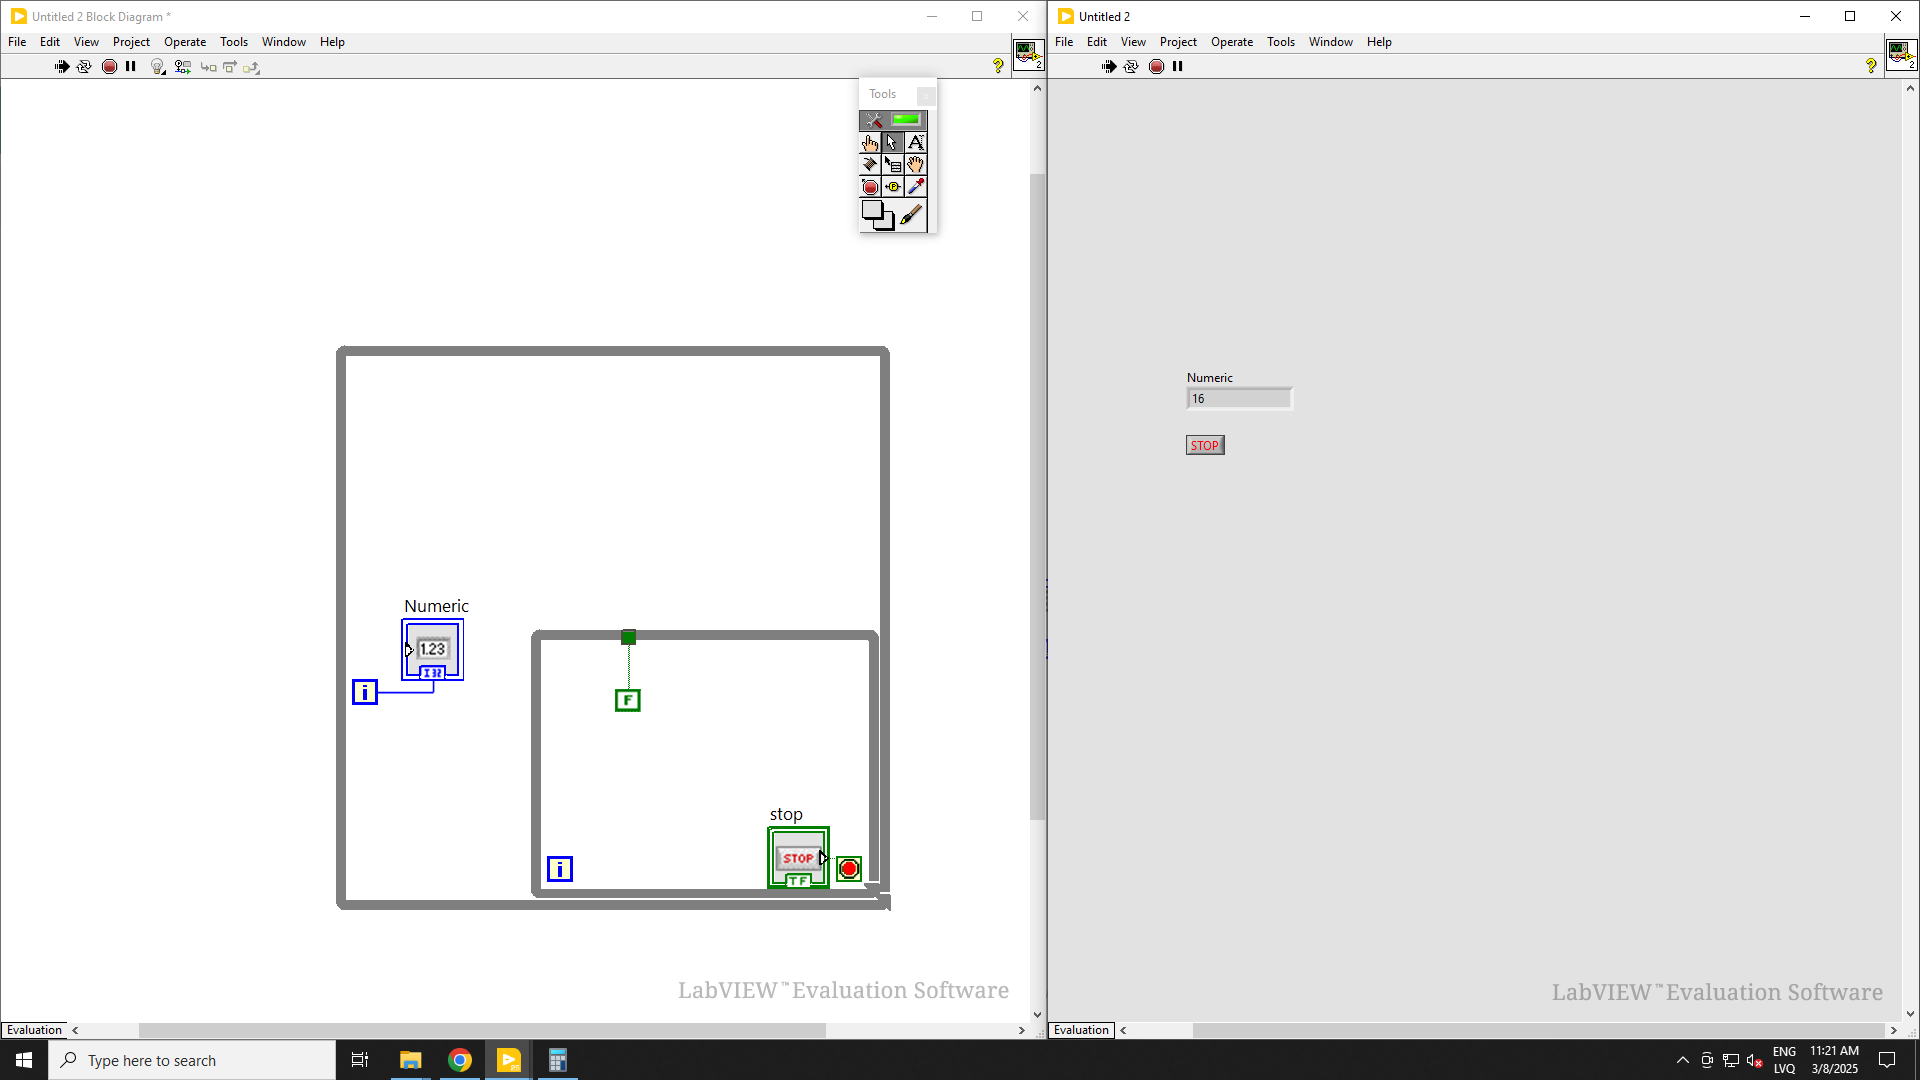 Untitled 2 Block Diagram *
File Edit View Project Operate Tools Window Help
2
Tools
A
P
Numeric
1.23
I32
i
F
stop
STOP
TF
i
LabVIEW™ Evaluation Software
Evaluation
Untitled 2
File Edit View Project Operate Tools Window Help
2
Numeric
16
STOP
LabVIEW™ Evaluation Software
Evaluation
Type here to search
ENG
LVQ
11:21 AM
3/8/2025